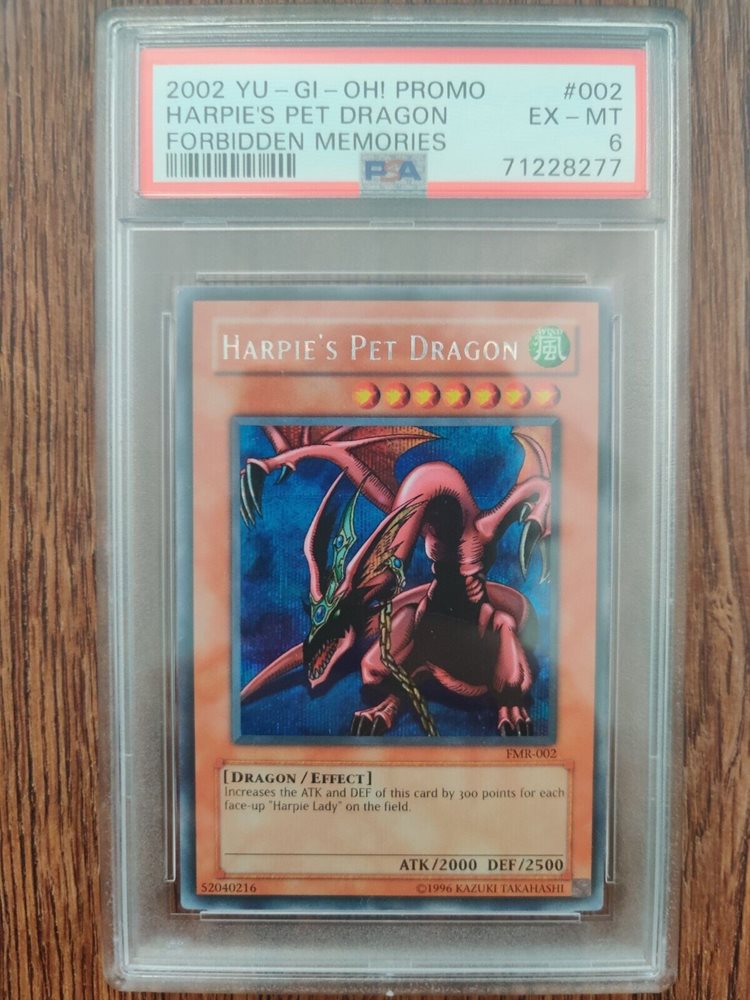 2002 YU-GI-OH! PROMO #002
HARPIE'S PET DRAGON EX-MT
FORBIDDEN MEMORIES 6
PSA 71228277
HARPIE'S PET DRAGON
WIND
風
FMR-002
[DRAGON/EFFECT]
Increases the ATK and DEF of this card by 300 points for each
face-up "Harpie Lady" on the field.
ATK/2000 DEF/2500
52040216 ©1996 KAZUKI TAKAHASHI